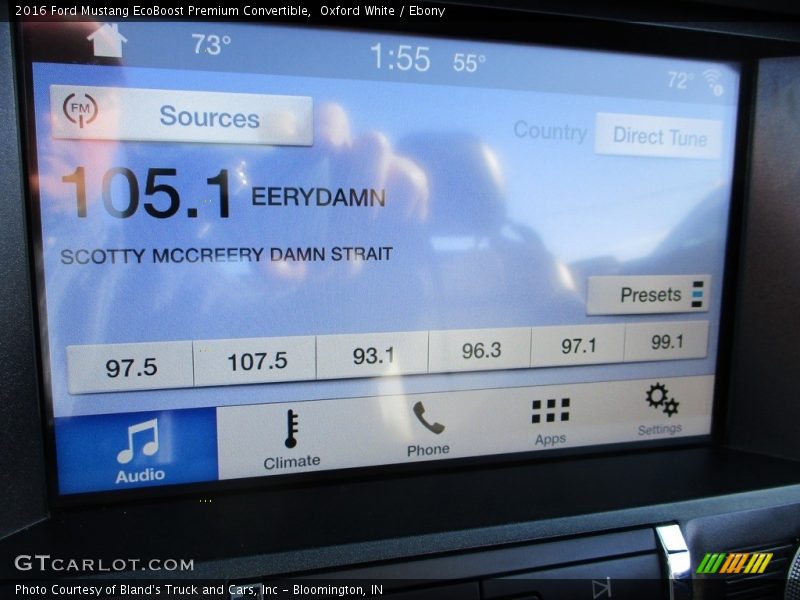 2016 Ford Mustang EcoBoost Premium Convertible, Oxford White / Ebony
73° 1:55 55° 72°
FM Sources
Country Direct Tune
105.1 EERYDAMN
SCOTTY MCCREERY DAMN STRAIT
Presets
97.5 107.5 93.1 96.3 97.1 99.1
Audio Climate Phone Apps Settings
GTCARLOT.COM
Photo Courtesy of Bland's Truck and Cars, Inc – Bloomington, IN